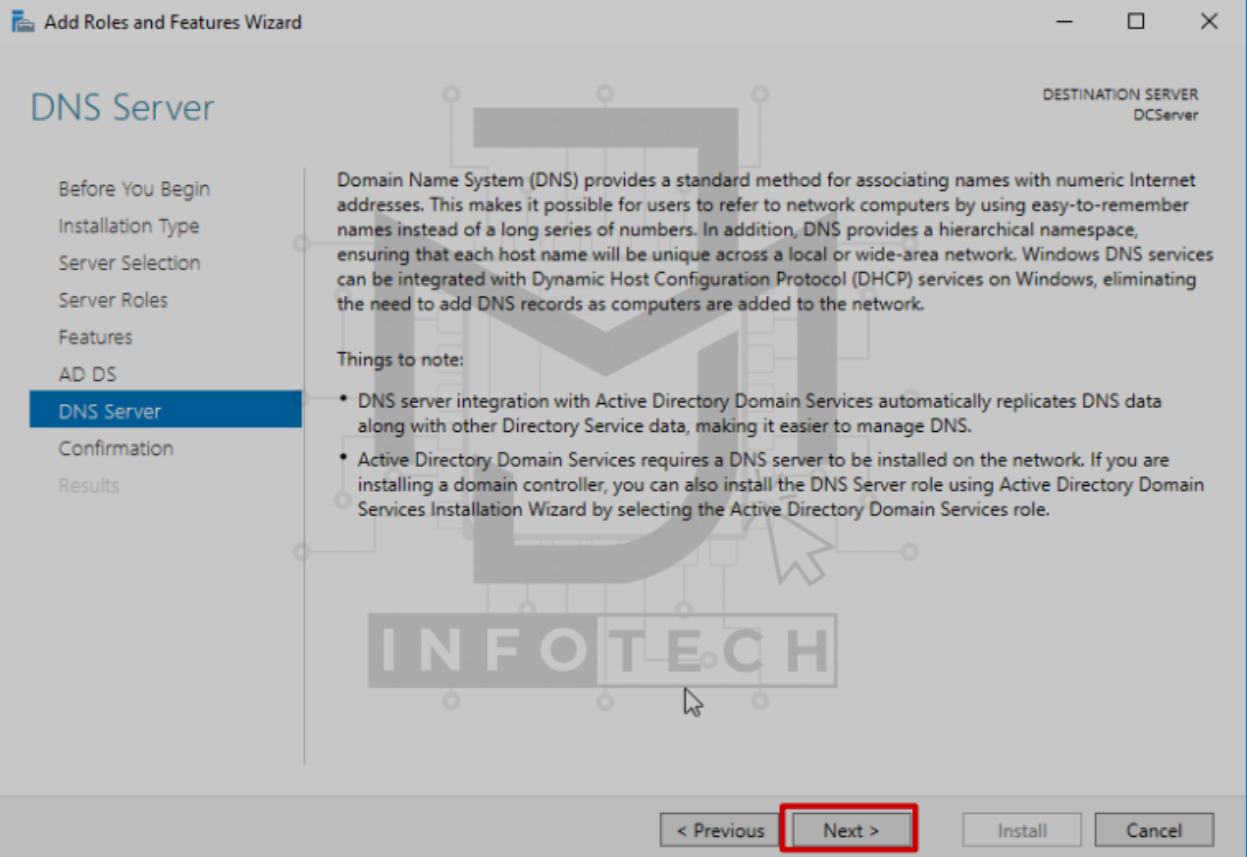 Add Roles and Features Wizard
DNS Server
DESTINATION SERVER
DCServer
Before You Begin
Installation Type
Server Selection
Server Roles
Features
AD DS
DNS Server
Confirmation
Results
Domain Name System (DNS) provides a standard method for associating names with numeric Internet
addresses. This makes it possible for users to refer to network computers by using easy-to-remember
names instead of a long series of numbers. In addition, DNS provides a hierarchical namespace,
ensuring that each host name will be unique across a local or wide-area network. Windows DNS services
can be integrated with Dynamic Host Configuration Protocol (DHCP) services on Windows, eliminating
the need to add DNS records as computers are added to the network.
Things to note:
• DNS server integration with Active Directory Domain Services automatically replicates DNS data
along with other Directory Service data, making it easier to manage DNS.
• Active Directory Domain Services requires a DNS server to be installed on the network. If you are
installing a domain controller, you can also install the DNS Server role using Active Directory Domain
Services Installation Wizard by selecting the Active Directory Domain Services role.
INFOTECH
< Previous
Next >
Install
Cancel